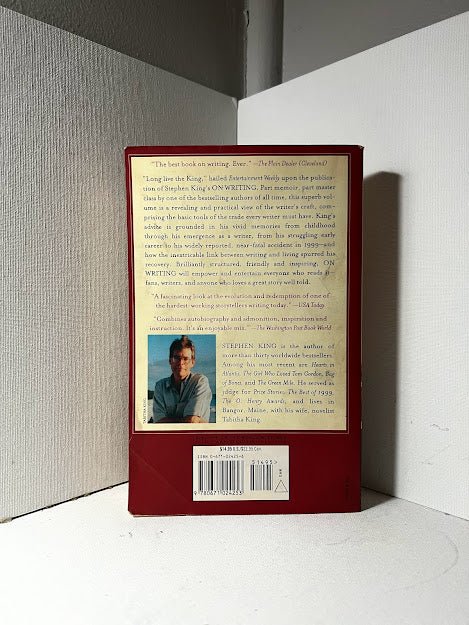 "The best book on writing. Ever." —The Plain Dealer (Cleveland)
"Long live the King," hailed Entertainment Weekly upon the publica-
tion of Stephen King's ON WRITING. Part memoir, part master
class by one of the bestselling authors of all time, this superb vol-
ume is a revealing and practical view of the writer's craft, com-
prising the basic tools of the trade every writer must have. King's
advice is grounded in his vivid memories from childhood
through his emergence as a writer, from his struggling early
career to his widely reported, near-fatal accident in 1999—and
how the inextricable link between writing and living spurred his
recovery. Brilliantly structured, friendly and inspiring, ON
WRITING will empower and entertain everyone who reads it—
fans, writers, and anyone who loves a great story well told.
"A fascinating look at the evolution and redemption of one of
the hardest-working storytellers writing today." —USA Today
"Combines autobiography and admonition, inspiration and
instruction. It's an enjoyable mix." —The Washington Post Book World
STEPHEN KING is the author of
more than thirty worldwide bestsellers.
Among his most recent are Hearts in
Atlantis, The Girl Who Loved Tom Gordon, Bag
of Bones, and The Green Mile. He served as
judge for Prize Stories: The Best of 1999,
The O. Henry Awards, and lives in
Bangor, Maine, with his wife, novelist
Tabitha King.
TABITHA KING
ISBN 0-671-02425-6
51495>
9 780671 024253